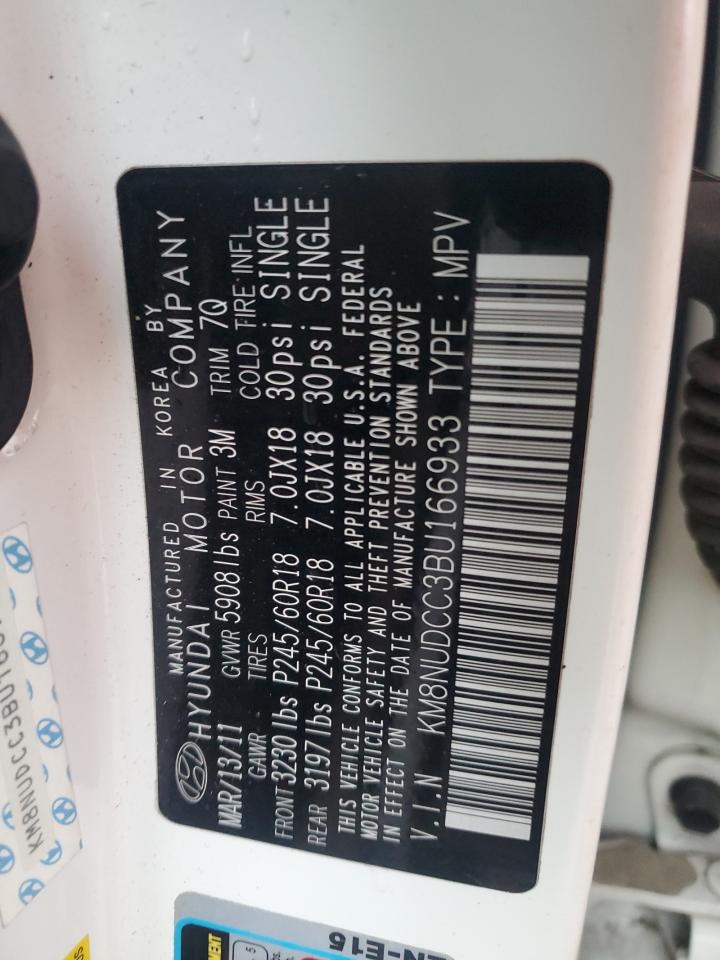 MANUFACTURED IN KOREA BY
HYUNDAI MOTOR COMPANY
MAR/13/11 GVWR 5908lbs PAINT 3M TRIM 7Q
GAWR TIRES RIMS COLD TIRE INFL
FRONT 3230lbs P245/60R18 7.0JX18 30psi SINGLE
REAR 3197lbs P245/60R18 7.0JX18 30psi SINGLE
THIS VEHICLE CONFORMS TO ALL APPLICABLE U.S.A. FEDERAL
MOTOR VEHICLE SAFETY AND THEFT PREVENTION STANDARDS
IN EFFECT ON THE DATE OF MANUFACTURE SHOWN ABOVE
V.I.N KM8NUDCC3BU166933 TYPE : MPV